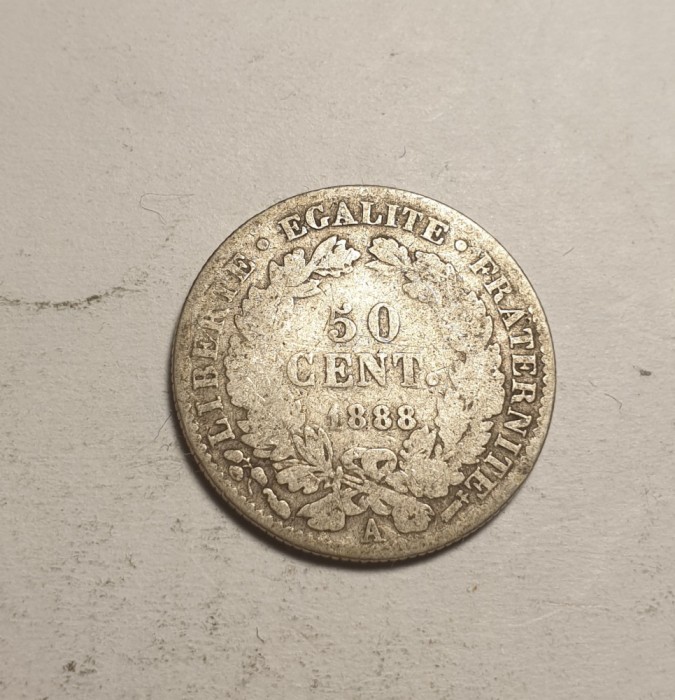 LIBERTE • EGALITE • FRATERNITE
50
CENT.
1888
A